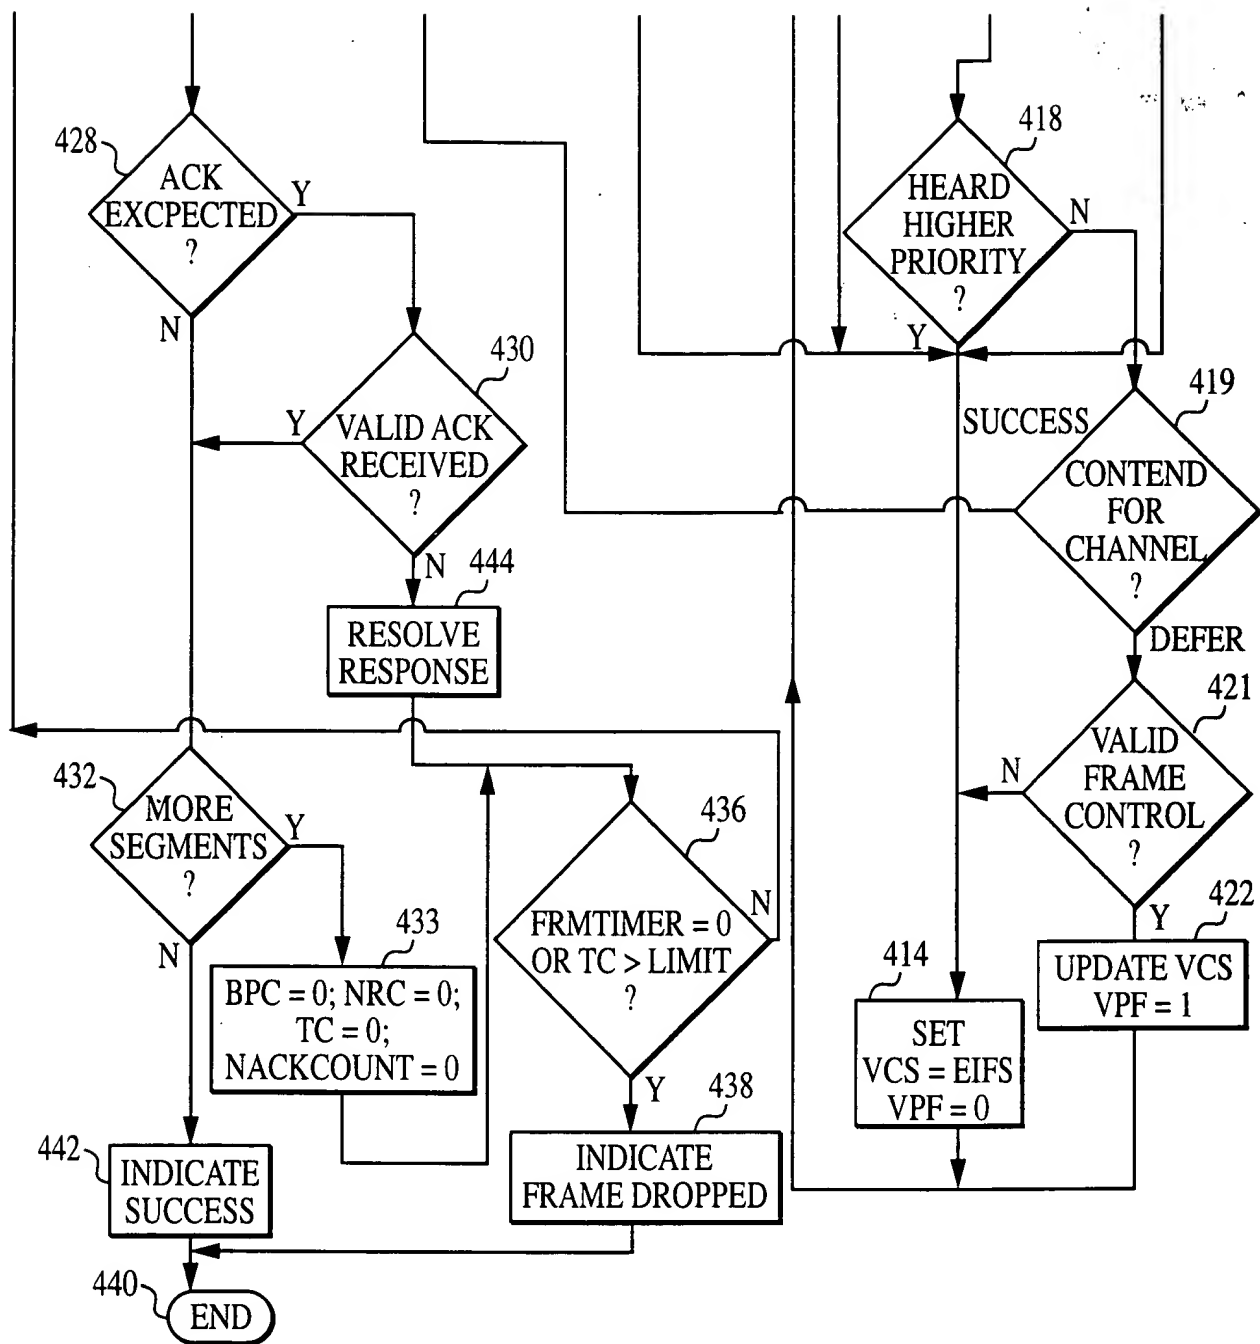 428
ACK
EXCPECTED
?
Y
N
418
HEARD
HIGHER
PRIORITY
?
N
Y
430
VALID ACK
RECEIVED
?
Y
N
419
SUCCESS
CONTEND
FOR
CHANNEL
?
DEFER
444
RESOLVE
RESPONSE
421
VALID
FRAME
CONTROL
?
N
Y
432
MORE
SEGMENTS
?
Y
N
436
FRMTIMER = 0
OR TC > LIMIT
?
N
Y
433
BPC = 0; NRC = 0;
TC = 0;
NACKCOUNT = 0
422
UPDATE VCS
VPF = 1
414
SET
VCS = EIFS
VPF = 0
438
INDICATE
FRAME DROPPED
442
INDICATE
SUCCESS
440
END